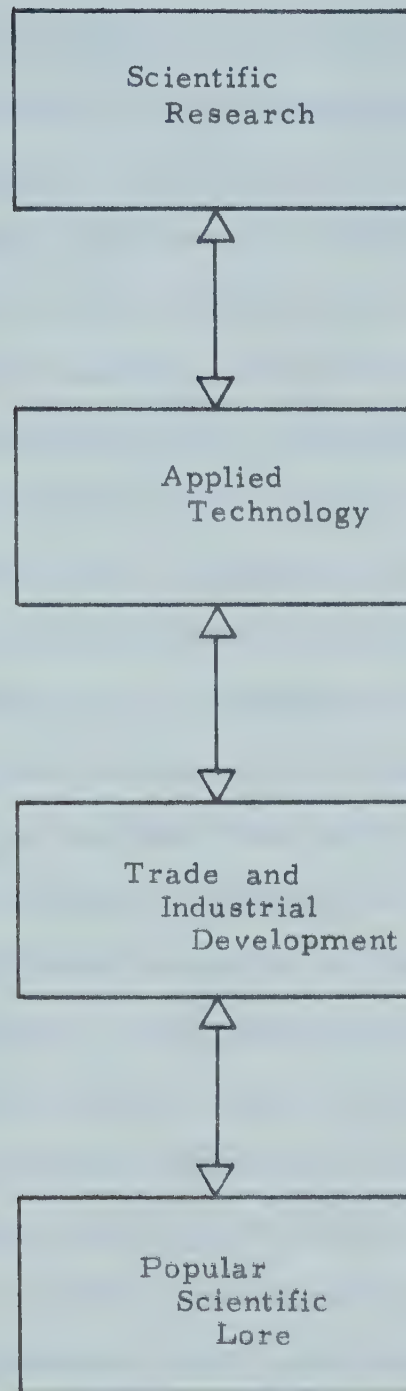 Scientific
Research
Applied
Technology
Trade and
Industrial
Development
Popular
Scientific
Lore